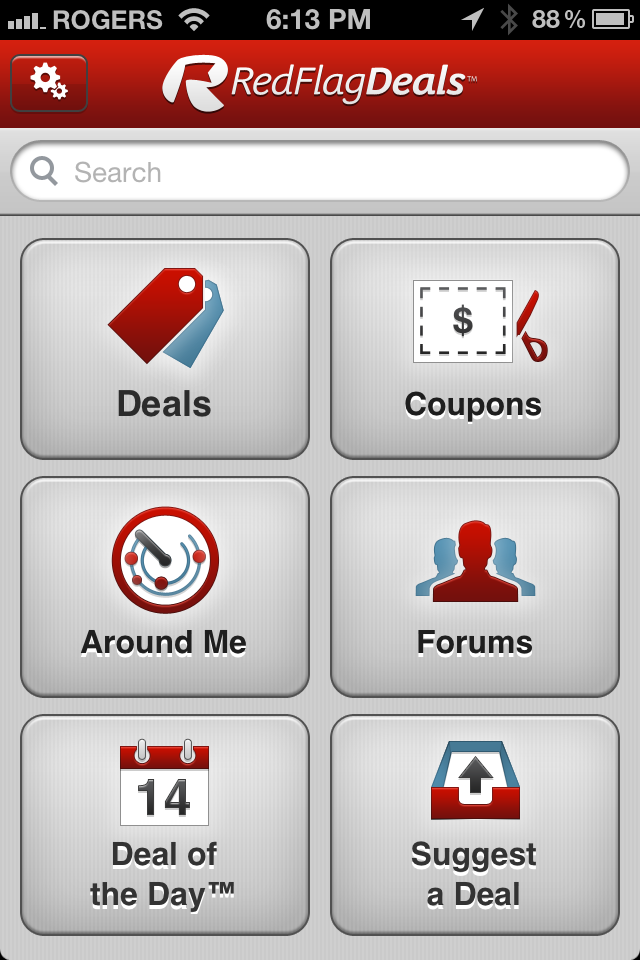 ROGERS 6:13 PM 88%
RedFlagDeals™
Search
Deals
$
Coupons
Around Me
Forums
14
Deal of
the Day™
Suggest
a Deal